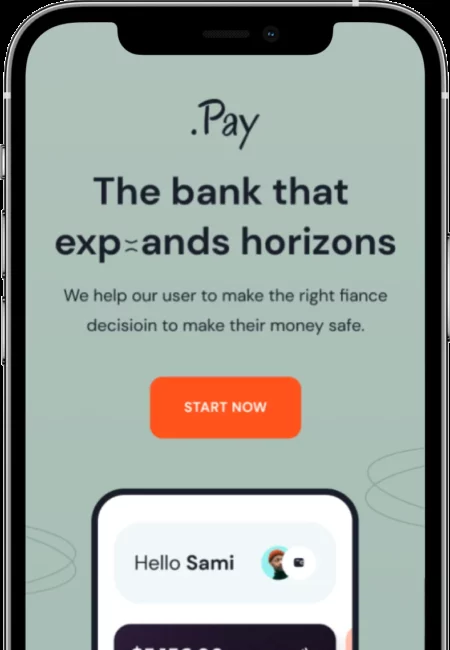 .Pay
The bank that
exp ands horizons
We help our user to make the right fiance
decisioin to make their money safe.
START NOW
Hello Sami